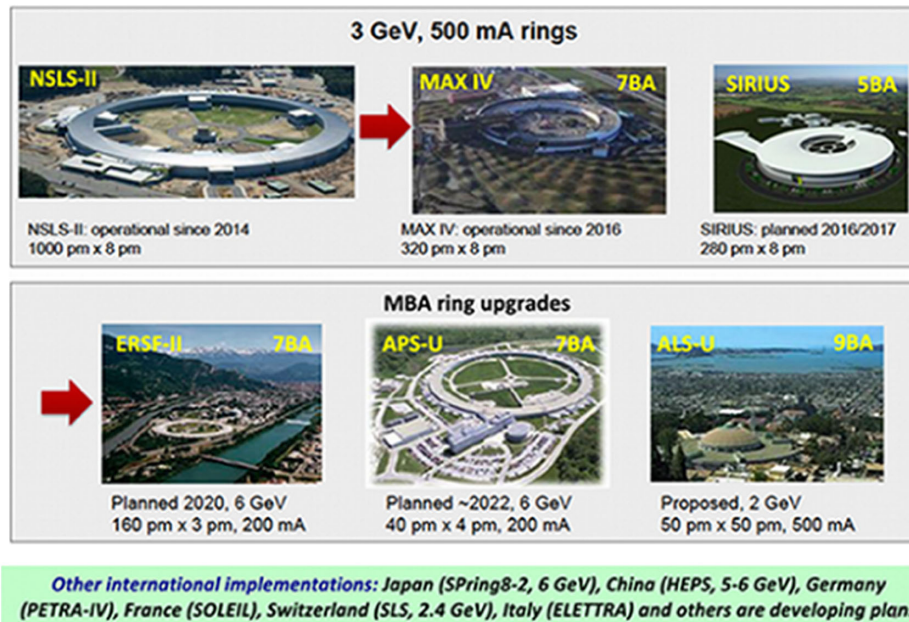 3 GeV, 500 mA rings
NSLS-II
MAX IV 7BA
SIRIUS 5BA
NSLS-II: operational since 2014
1000 pm x 8 pm
MAX IV: operational since 2016
320 pm x 8 pm
SIRIUS: planned 2016/2017
280 pm x 8 pm
MBA ring upgrades
ERSF-II 7BA
APS-U 7BA
ALS-U 9BA
Planned 2020, 6 GeV
160 pm x 3 pm, 200 mA
Planned ~2022, 6 GeV
40 pm x 4 pm, 200 mA
Proposed, 2 GeV
50 pm x 50 pm, 500 mA
Other international implementations: Japan (SPring8-2, 6 GeV), China (HEPS, 5-6 GeV), Germany
(PETRA-IV), France (SOLEIL), Switzerland (SLS, 2.4 GeV), Italy (ELETTRA) and others are developing plan